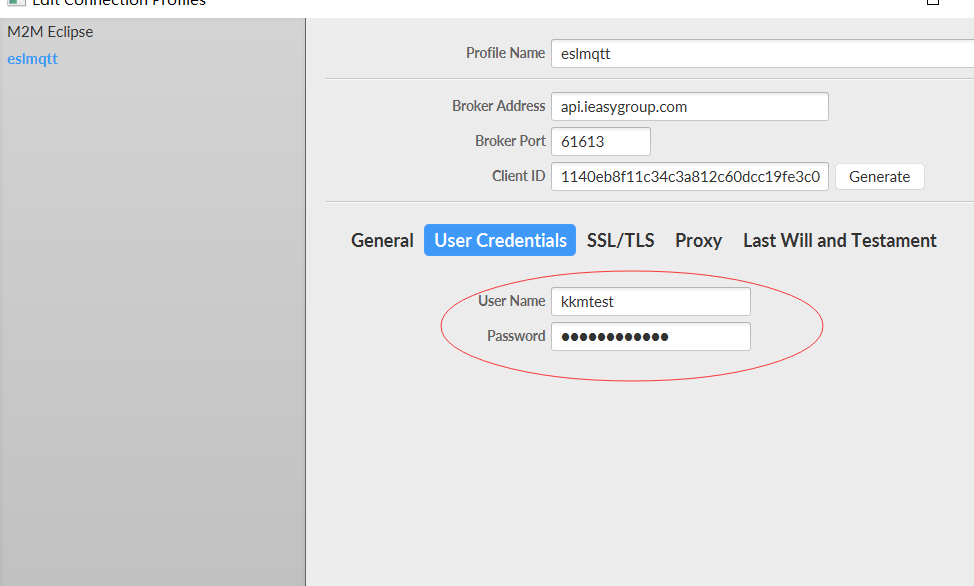 Edit Connection Profiles
M2M Eclipse
eslmqtt
Profile Name eslmqtt
Broker Address api.ieasygroup.com
Broker Port 61613
Client ID 1140eb8f11c34c3a812c60dcc19fe3c0 Generate
General User Credentials SSL/TLS Proxy Last Will and Testament
User Name kkmtest
Password ●●●●●●●●●●●●